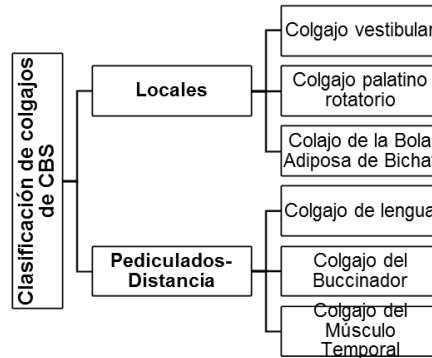 Clasificación de colgajos
de CBS
Locales
Colgajo vestibular
Colgajo palatino
rotatorio
Colajo de la Bola
Adiposa de Bichat
Pediculados-
Distancia
Colgajo de lengua
Colgajo del
Buccinador
Colgajo del
Músculo
Temporal